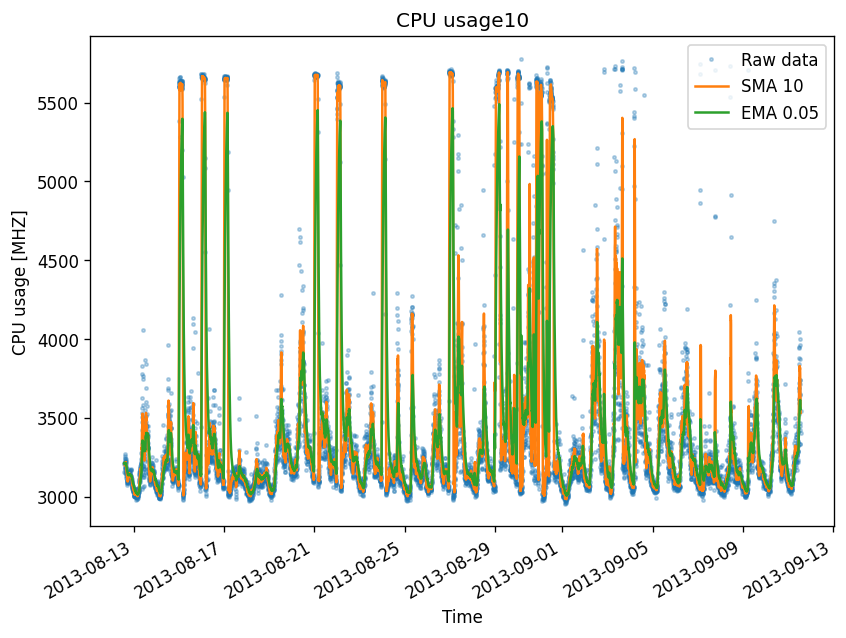 CPU usage10
Raw data
SMA 10
EMA 0.05
CPU usage [MHZ]
5500
5000
4500
4000
3500
3000
2013-08-13
2013-08-17
2013-08-21
2013-08-25
2013-08-29
2013-09-01
2013-09-05
2013-09-09
2013-09-13
Time